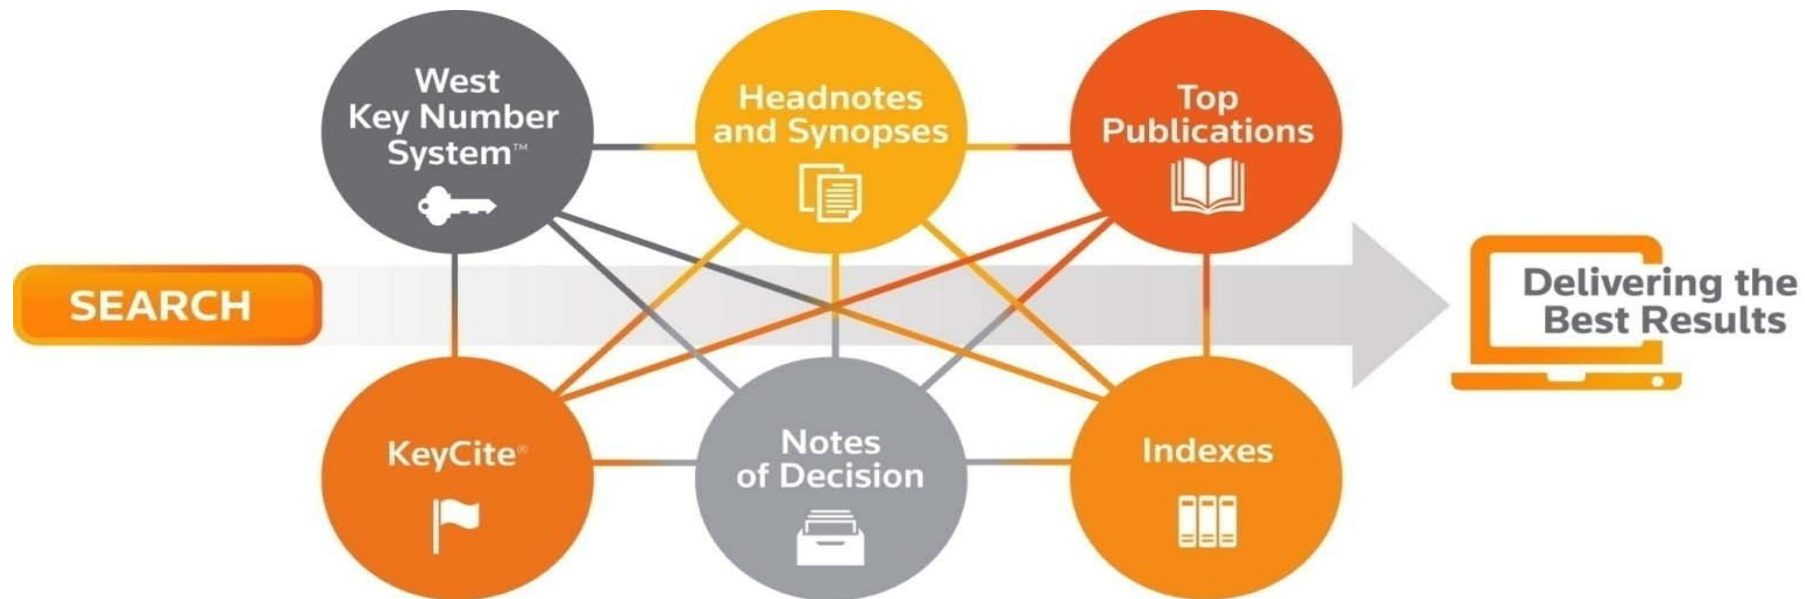 West
Key Number
System™
Headnotes
and Synopses
Top
Publications
SEARCH
Delivering the
Best Results
KeyCite®
Notes
of Decision
Indexes